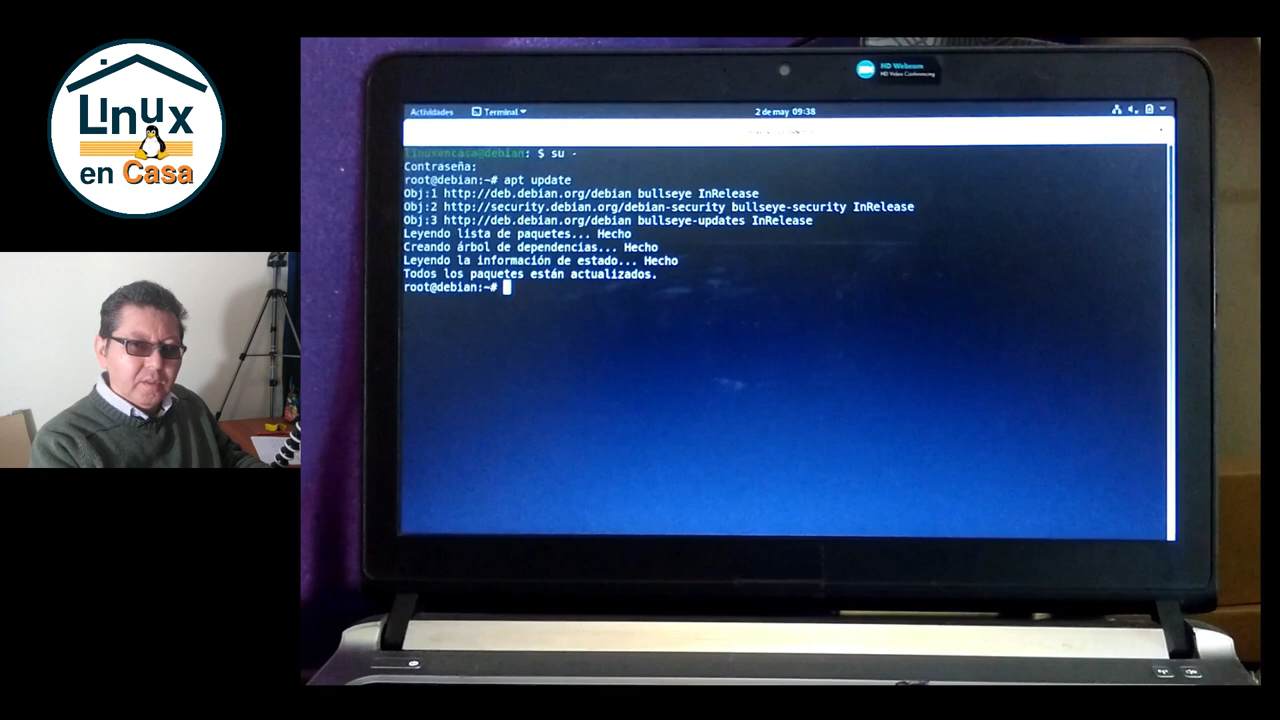 Linux
en Casa
HD Webcam
HD Video Conferencing
Actividades Terminal 2 de may 09:38
linuxencasa@debian: $ su -
Contraseña:
root@debian:~# apt update
Obj:1 http://deb.debian.org/debian bullseye InRelease
Obj:2 http://security.debian.org/debian-security bullseye-security InRelease
Obj:3 http://deb.debian.org/debian bullseye-updates InRelease
Leyendo lista de paquetes... Hecho
Creando árbol de dependencias... Hecho
Leyendo la información de estado... Hecho
Todos los paquetes están actualizados.
root@debian:~#